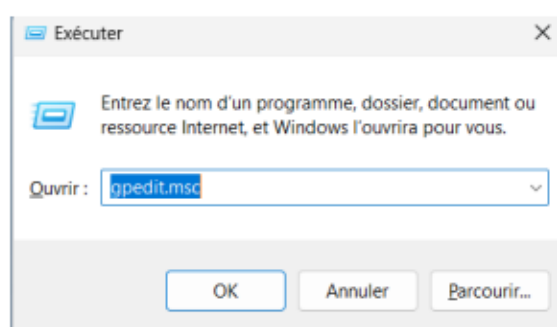 Exécuter
Entrez le nom d'un programme, dossier, document ou
ressource Internet, et Windows l'ouvrira pour vous.
Ouvrir : gpedit.msc
OK Annuler Parcourir...